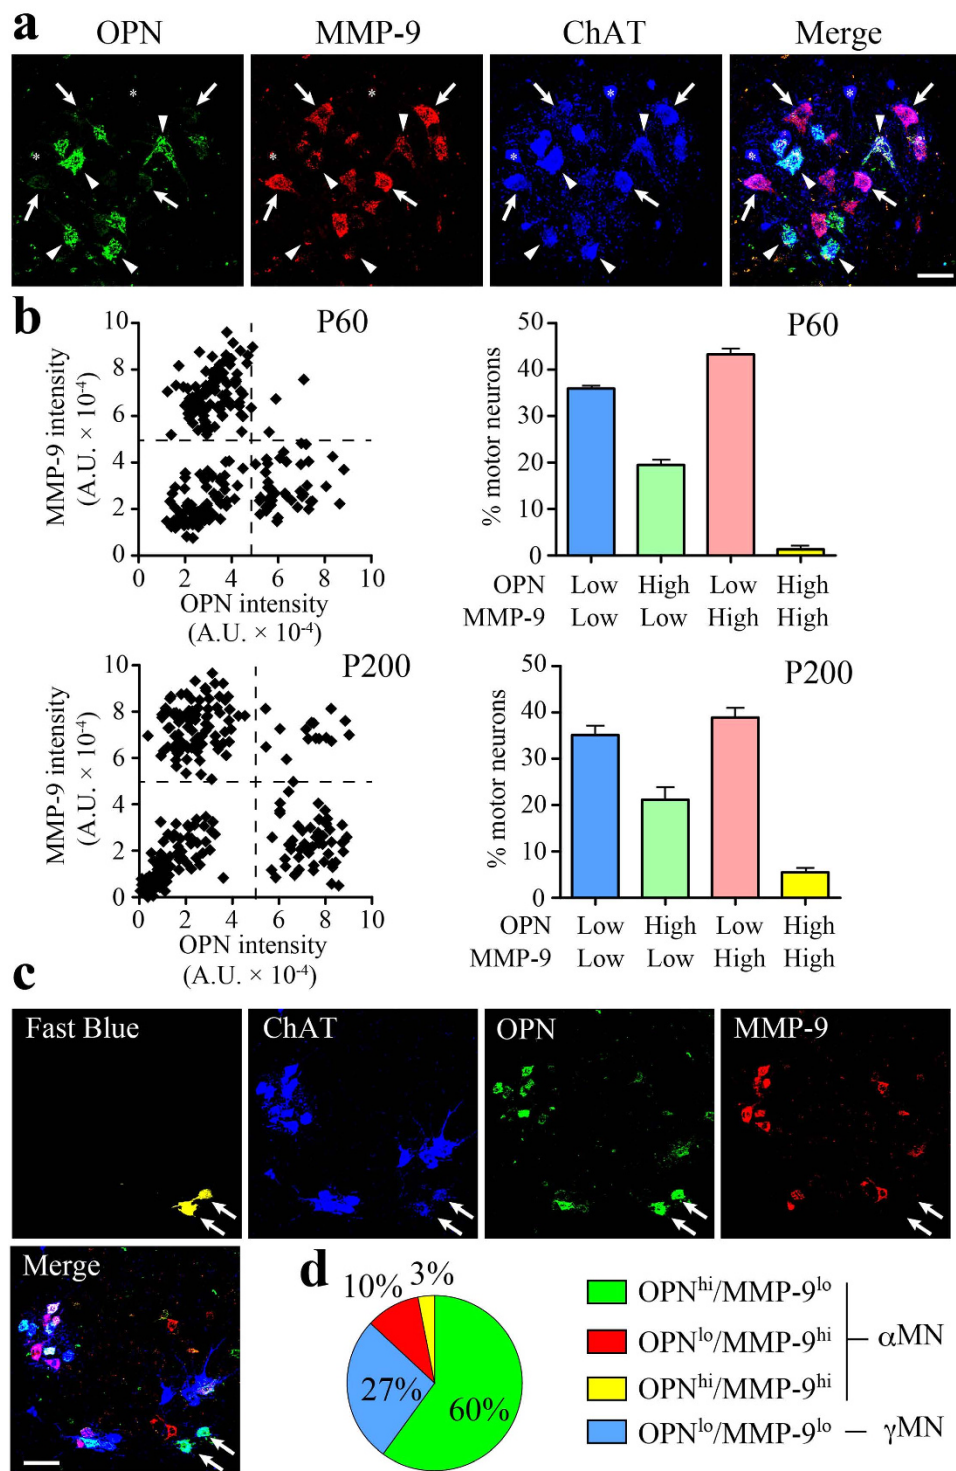 a
OPN MMP-9 ChAT Merge
* * * *
* * * *
b
P60
MMP-9 intensity
(A.U. × 10⁻⁴)
10
8
6
4
2
0
0 2 4 6 8 10
OPN intensity
(A.U. × 10⁻⁴)
P60
% motor neurons
50
40
30
20
10
0
OPN Low High Low High
MMP-9 Low Low High High
P200
MMP-9 intensity
(A.U. × 10⁻⁴)
10
8
6
4
2
0
0 2 4 6 8 10
OPN intensity
(A.U. × 10⁻⁴)
P200
% motor neurons
50
40
30
20
10
0
OPN Low High Low High
MMP-9 Low Low High High
c
Fast Blue ChAT OPN MMP-9
Merge
d
10% 3%
27% 60%
OPNʰⁱ/MMP-9ˡᵒ
OPNˡᵒ/MMP-9ʰⁱ
OPNʰⁱ/MMP-9ʰⁱ
αMN
OPNˡᵒ/MMP-9ˡᵒ
γMN